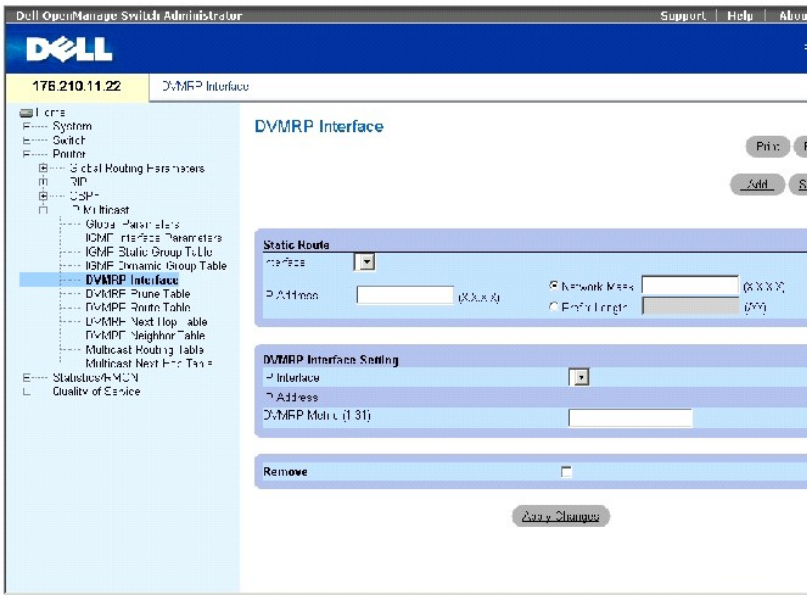 Dell OpenManage Switch Administrator
Support | Help | Abou
DELL
176.210.11.22
DVMRP Interface
Home
System
Switch
Router
Global Routing Parameters
RIP
OSPF
IP Multicast
Global Parameters
IGMP Interface Parameters
IGMP Static Group Table
IGMP Dynamic Group Table
DVMRP Interface
DVMRP Prune Table
DVMRP Route Table
DVMRP Next Hop Table
DVMRP Neighbor Table
Multicast Routing Table
Multicast Next Hop Table
Statistics/RMON
Quality of Service
DVMRP Interface
Print
Add
Static Route
Interface
IP Address (X.X.X.X) Network Mask (X.X.X.X)
Prefix Length (/XX)
DVMRP Interface Setting
IP Interface
IP Address
DVMRP Metric (1-31)
Remove
Apply Changes